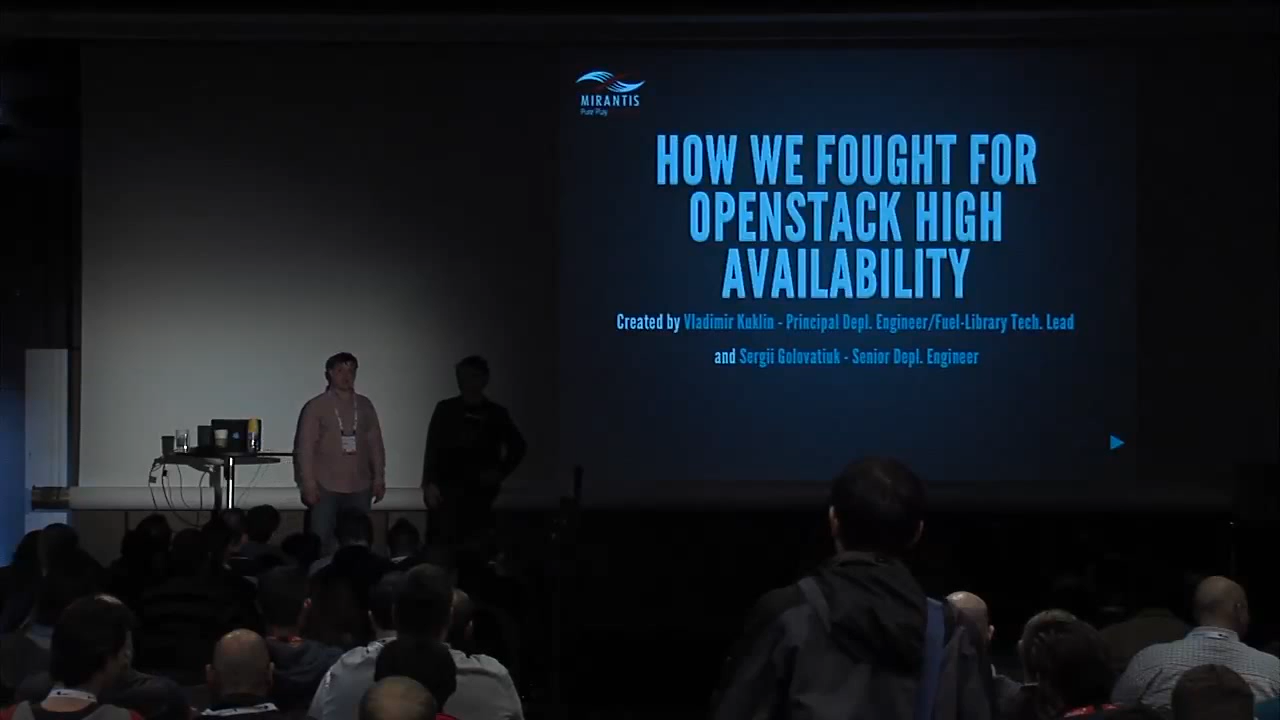 MIRANTIS
Pure Play
HOW WE FOUGHT FOR
OPENSTACK HIGH
AVAILABILITY
Created by Vladimir Kuklin - Principal Depl. Engineer/Fuel-Library Tech. Lead
and Sergii Golovatiuk - Senior Depl. Engineer